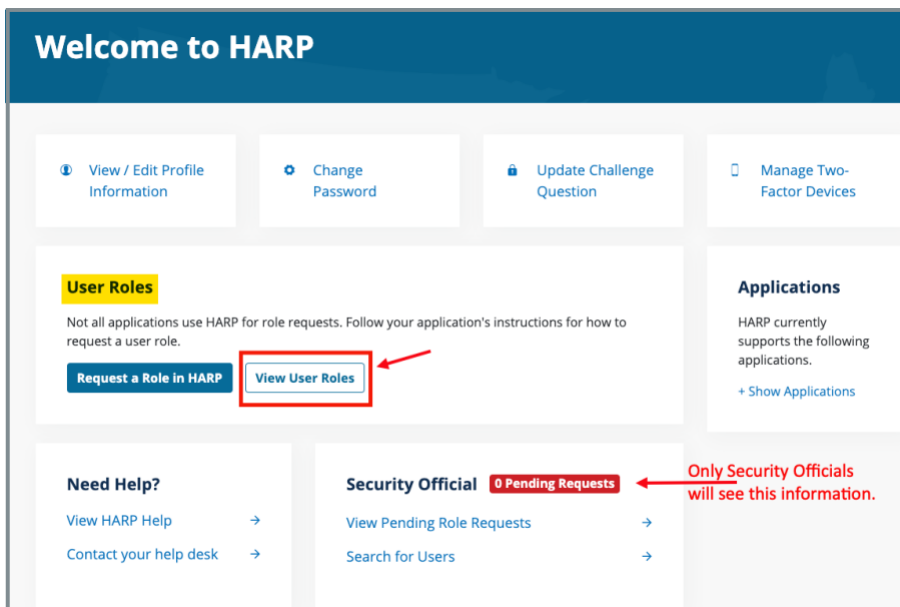 Welcome to HARP
View / Edit Profile
Information
Change
Password
Update Challenge
Question
Manage Two-
Factor Devices
User Roles
Not all applications use HARP for role requests. Follow your application's instructions for how to
request a user role.
Request a Role in HARP
View User Roles
Applications
HARP currently
supports the following
applications.
+ Show Applications
Need Help?
View HARP Help →
Contact your help desk →
Security Official 0 Pending Requests
View Pending Role Requests →
Search for Users →
Only Security Officials
will see this information.